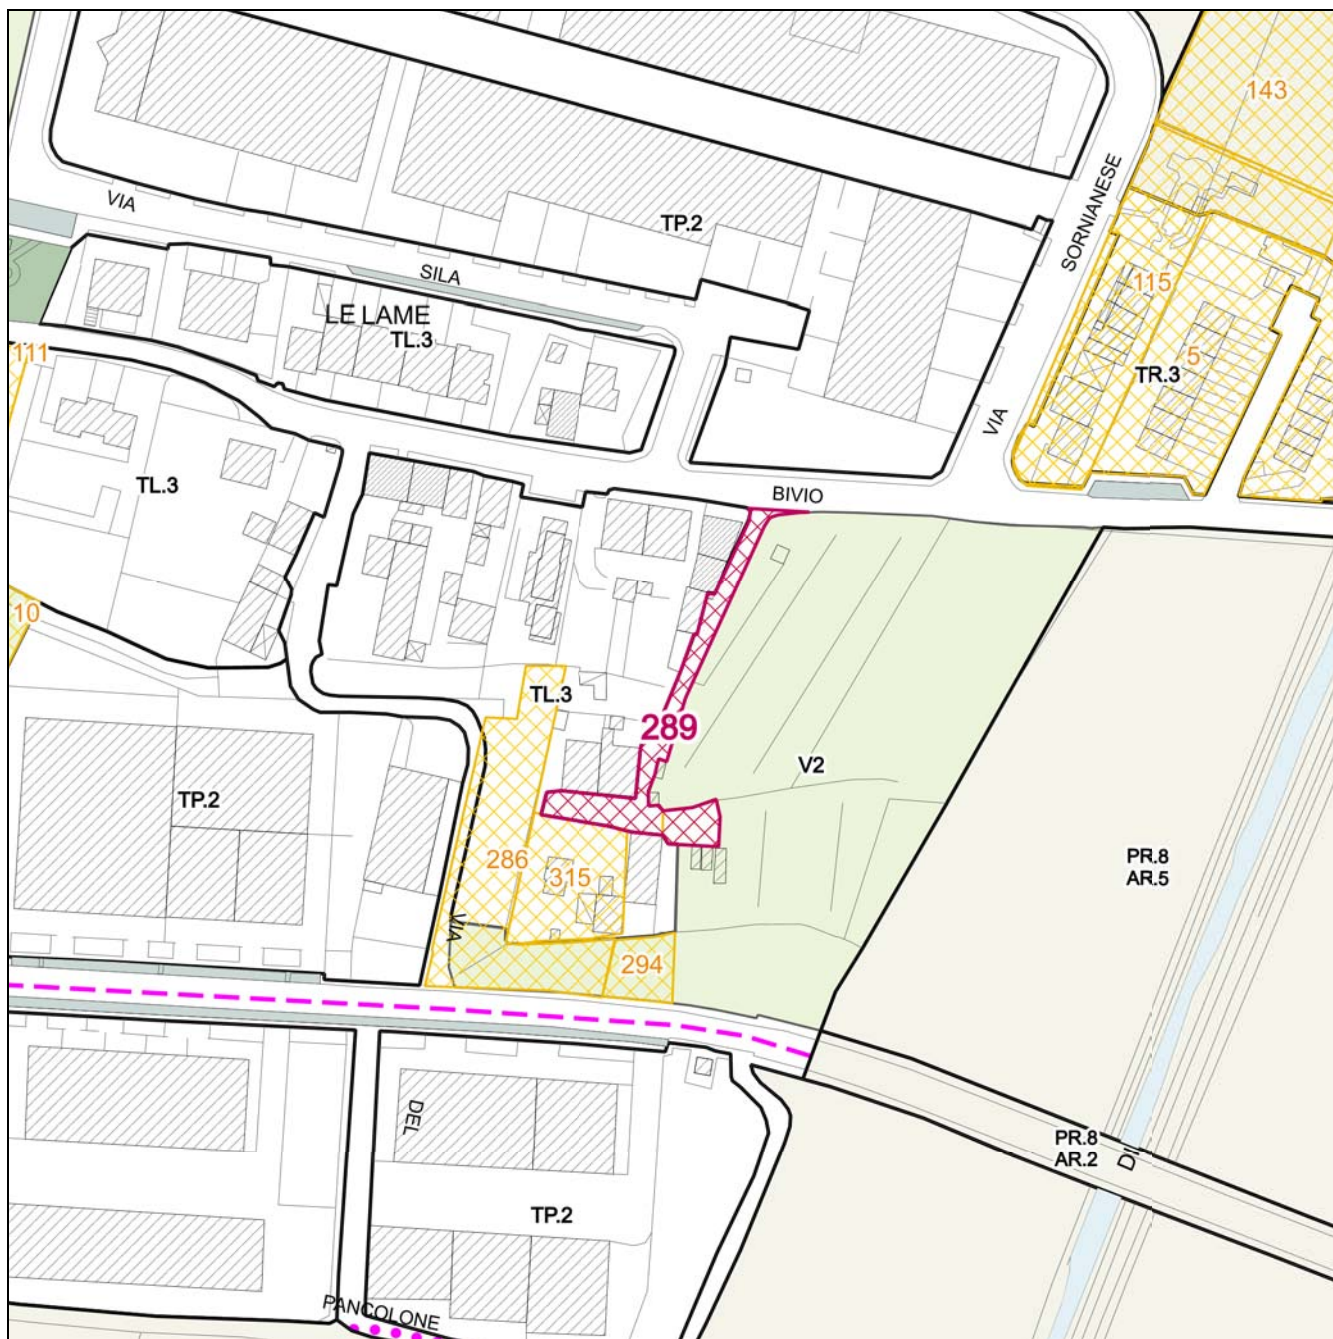 143
VIA
TP.2
SORNIANESE
SILA
115
LE LAME
TL.3
111
5
TR.3
VIA
TL.3
BIVIO
10
TL.3
289
V2
TP.2
286
315
PR.8
AR.5
VIA
294
DEL
PR.8
AR.2
DI
TP.2
PANCOLONE